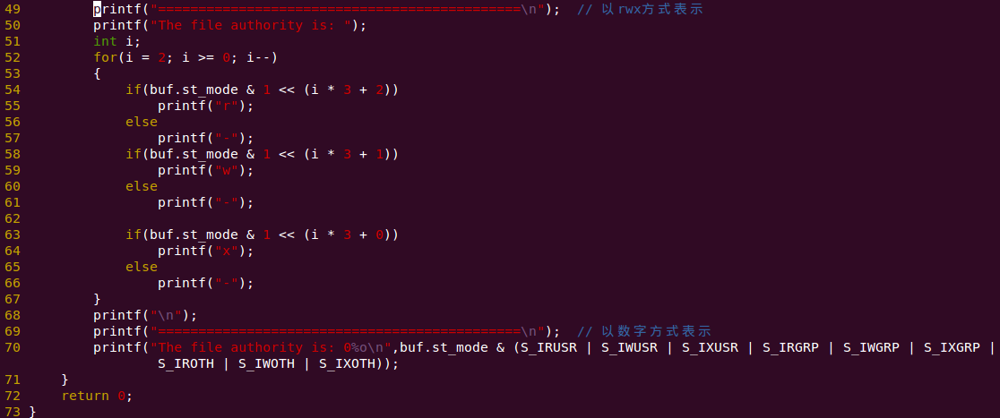 49         printf("=============================================\n");  // 以rwx方式表示
50         printf("The file authority is: ");
51         int i;
52         for(i = 2; i >= 0; i--)
53         {
54             if(buf.st_mode & 1 << (i * 3 + 2))
55                 printf("r");
56             else
57                 printf("-");
58             if(buf.st_mode & 1 << (i * 3 + 1))
59                 printf("w");
60             else
61                 printf("-");
62
63             if(buf.st_mode & 1 << (i * 3 + 0))
64                 printf("x");
65             else
66                 printf("-");
67         }
68         printf("\n");
69         printf("=============================================\n");  // 以数字方式表示
70         printf("The file authority is: 0%o\n",buf.st_mode & (S_IRUSR | S_IWUSR | S_IXUSR | S_IRGRP | S_IWGRP | S_IXGRP |
                S_IROTH | S_IWOTH | S_IXOTH));
71     }
72     return 0;
73 }